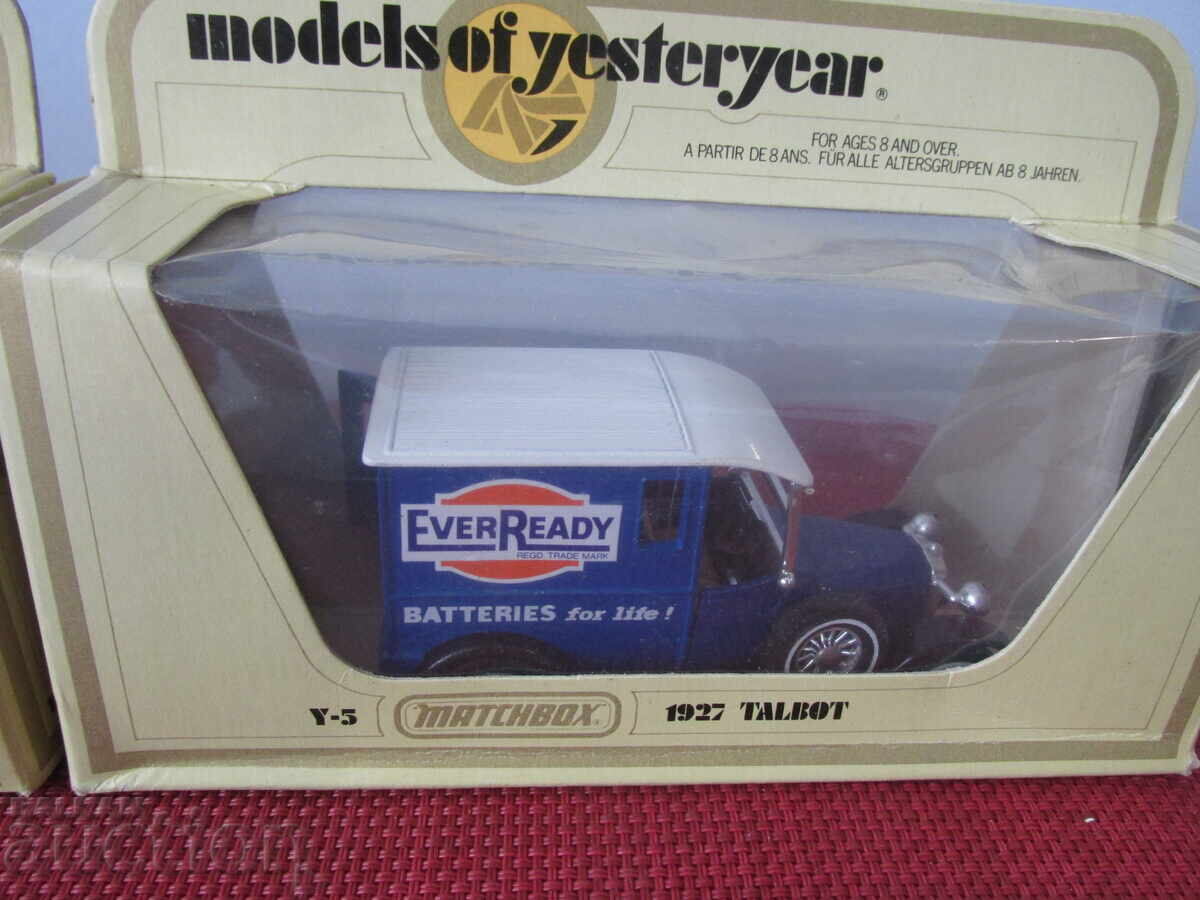 models of yesteryear®
FOR AGES 8 AND OVER.
A PARTIR DE 8 ANS. FÜR ALLE ALTERSGRUPPEN AB 8 JAHREN.
EVERREADY
REGD. TRADE MARK
BATTERIES for life!
Y-5 MATCHBOX 1927 TALBOT
AUCTION